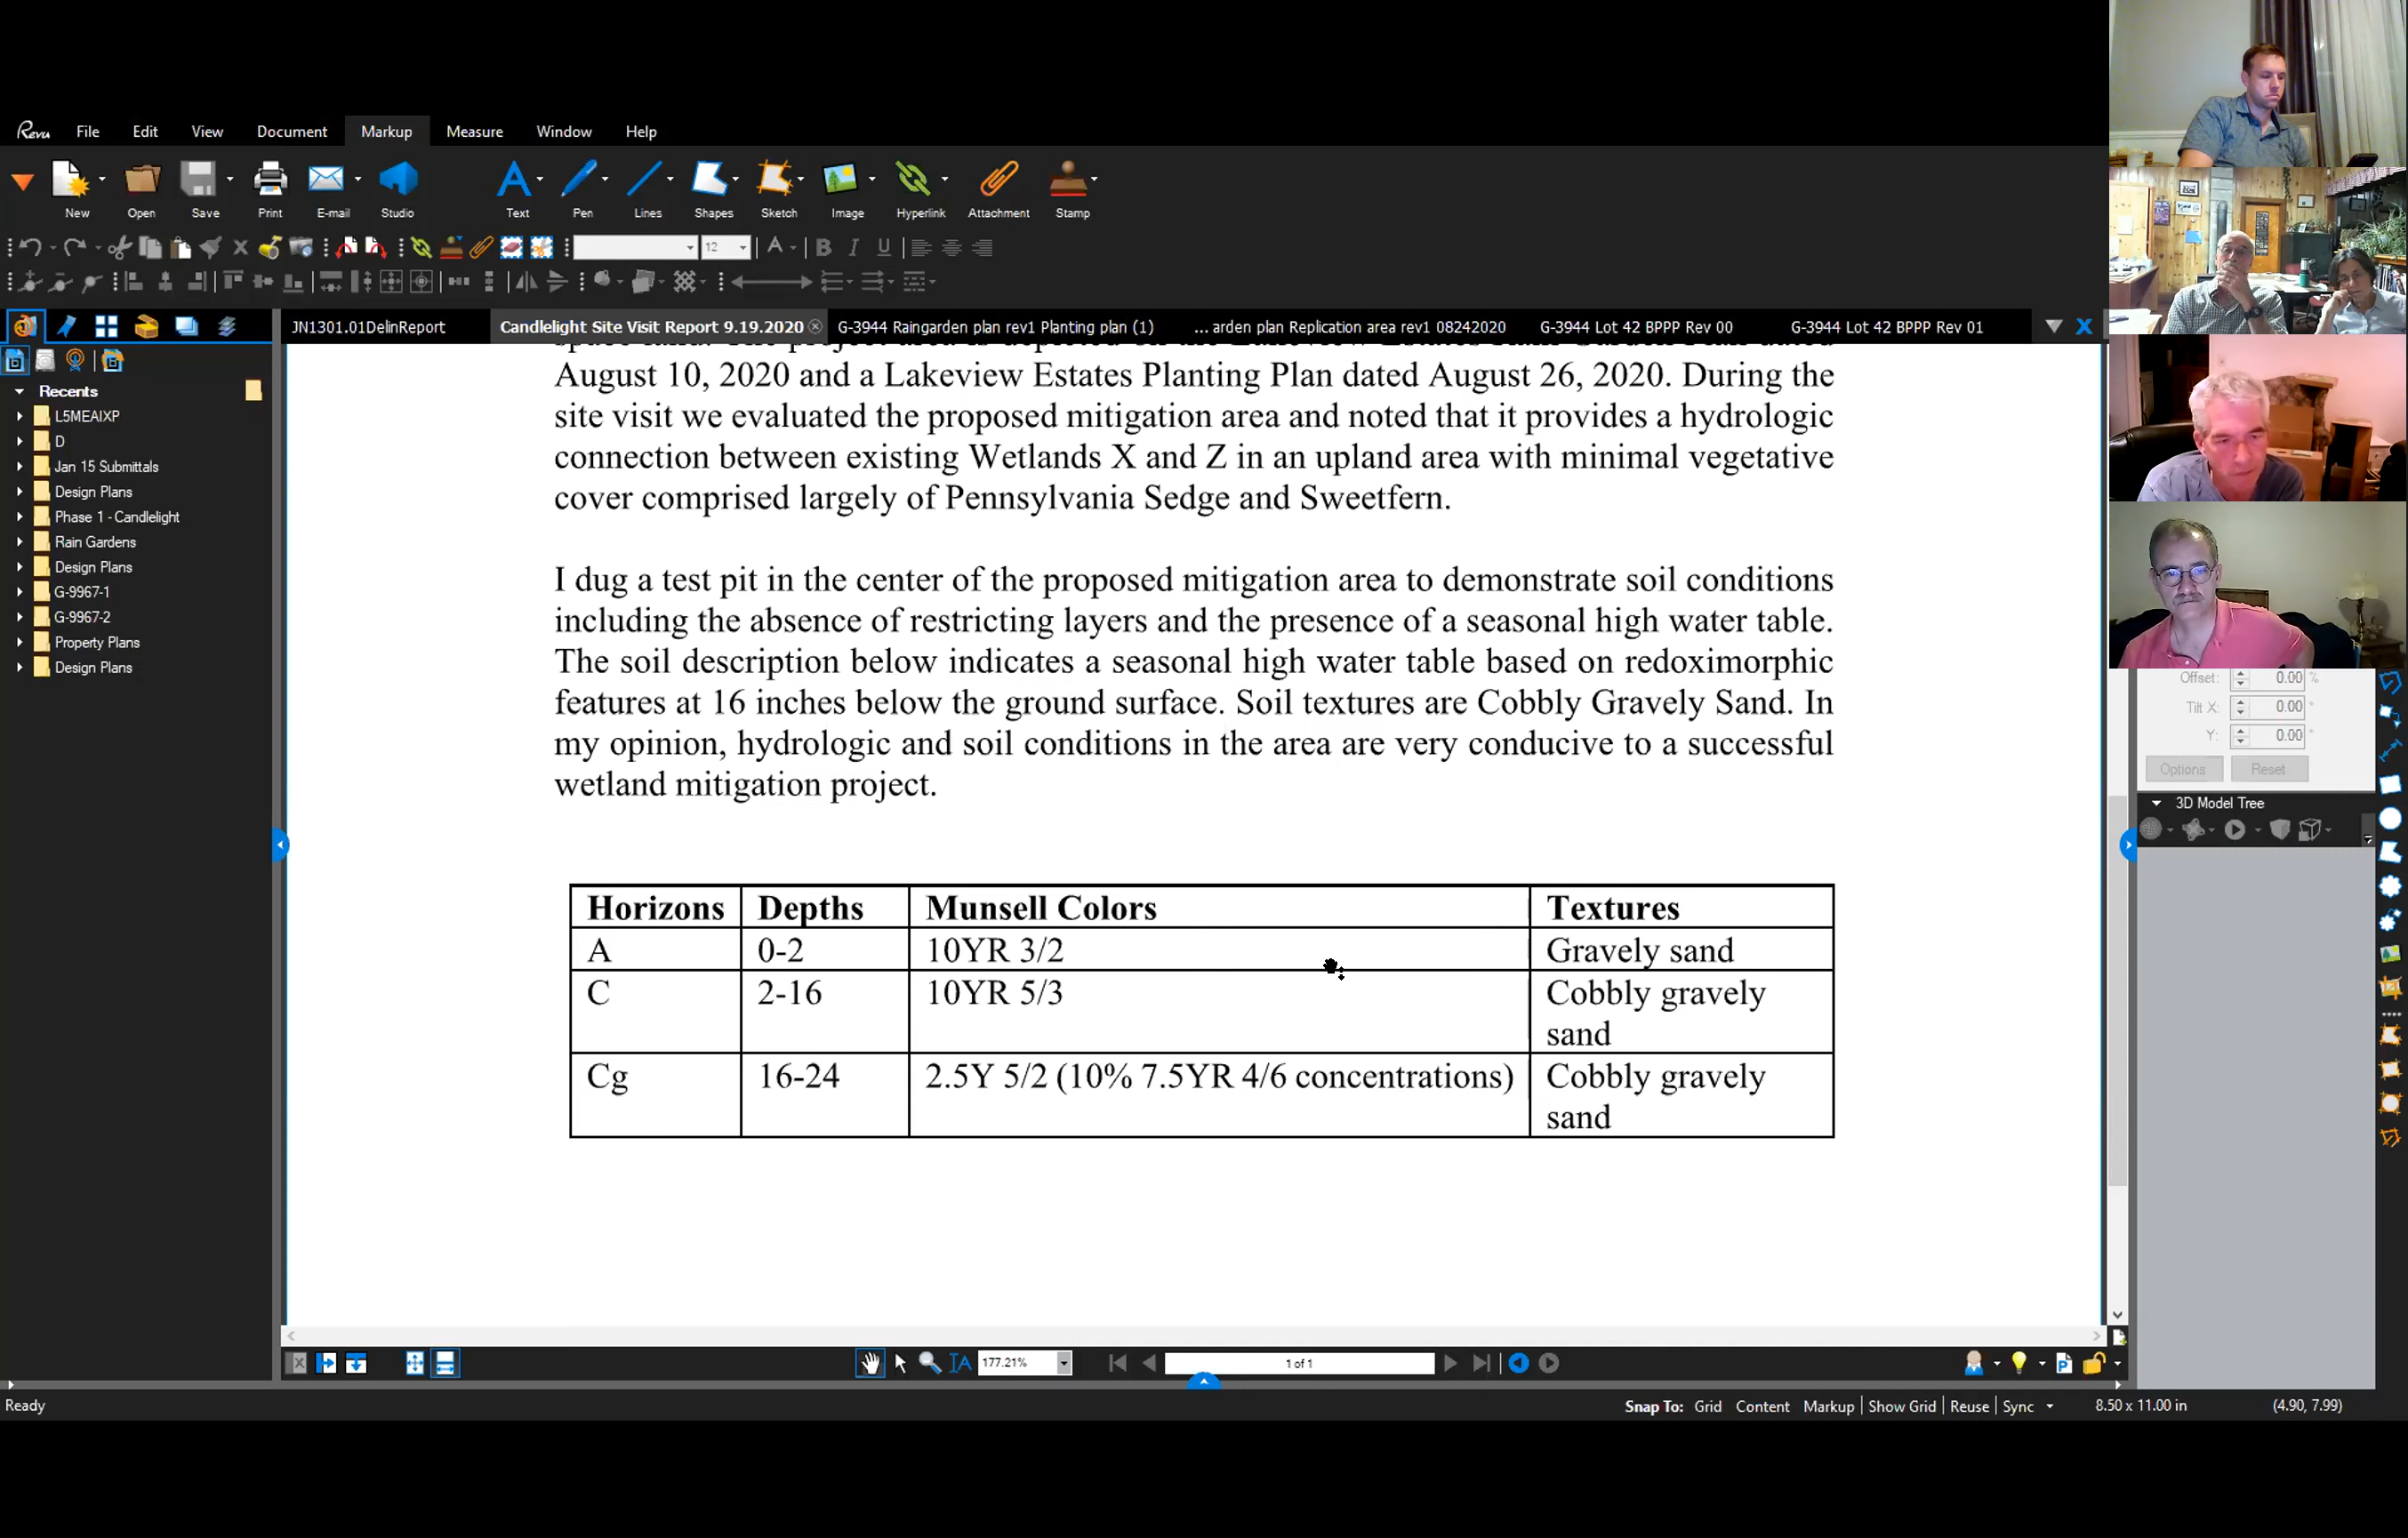 Revu File Edit View Document Markup Measure Window Help
New Open Save Print E-mail Studio Text Pen Lines Shapes Sketch Image Hyperlink Attachment Stamp
12 A B I U
JN1301.01DelinReport Candlelight Site Visit Report 9.19.2020 G-3944 Raingarden plan rev1 Planting plan (1) ... arden plan Replication area rev1 08242020 G-3944 Lot 42 BPPP Rev 00 G-3944 Lot 42 BPPP Rev 01
Recents
L5MEAIXP
D
Jan 15 Submittals
Design Plans
Phase 1 - Candlelight
Rain Gardens
Design Plans
G-9967-1
G-9967-2
Property Plans
Design Plans
August 10, 2020 and a Lakeview Estates Planting Plan dated August 26, 2020. During the
site visit we evaluated the proposed mitigation area and noted that it provides a hydrologic
connection between existing Wetlands X and Z in an upland area with minimal vegetative
cover comprised largely of Pennsylvania Sedge and Sweetfern.
I dug a test pit in the center of the proposed mitigation area to demonstrate soil conditions
including the absence of restricting layers and the presence of a seasonal high water table.
The soil description below indicates a seasonal high water table based on redoximorphic
features at 16 inches below the ground surface. Soil textures are Cobbly Gravely Sand. In
my opinion, hydrologic and soil conditions in the area are very conducive to a successful
wetland mitigation project.
Horizons Depths Munsell Colors Textures
A 0-2 10YR 3/2 Gravely sand
C 2-16 10YR 5/3 Cobbly gravely
sand
Cg 16-24 2.5Y 5/2 (10% 7.5YR 4/6 concentrations) Cobbly gravely
sand
Offset: 0.00 %
Tilt X: 0.00 °
Y: 0.00 °
Options Reset
3D Model Tree
177.21% 1 of 1
Ready Snap To: Grid Content Markup Show Grid Reuse Sync 8.50 x 11.00 in (4.90, 7.99)